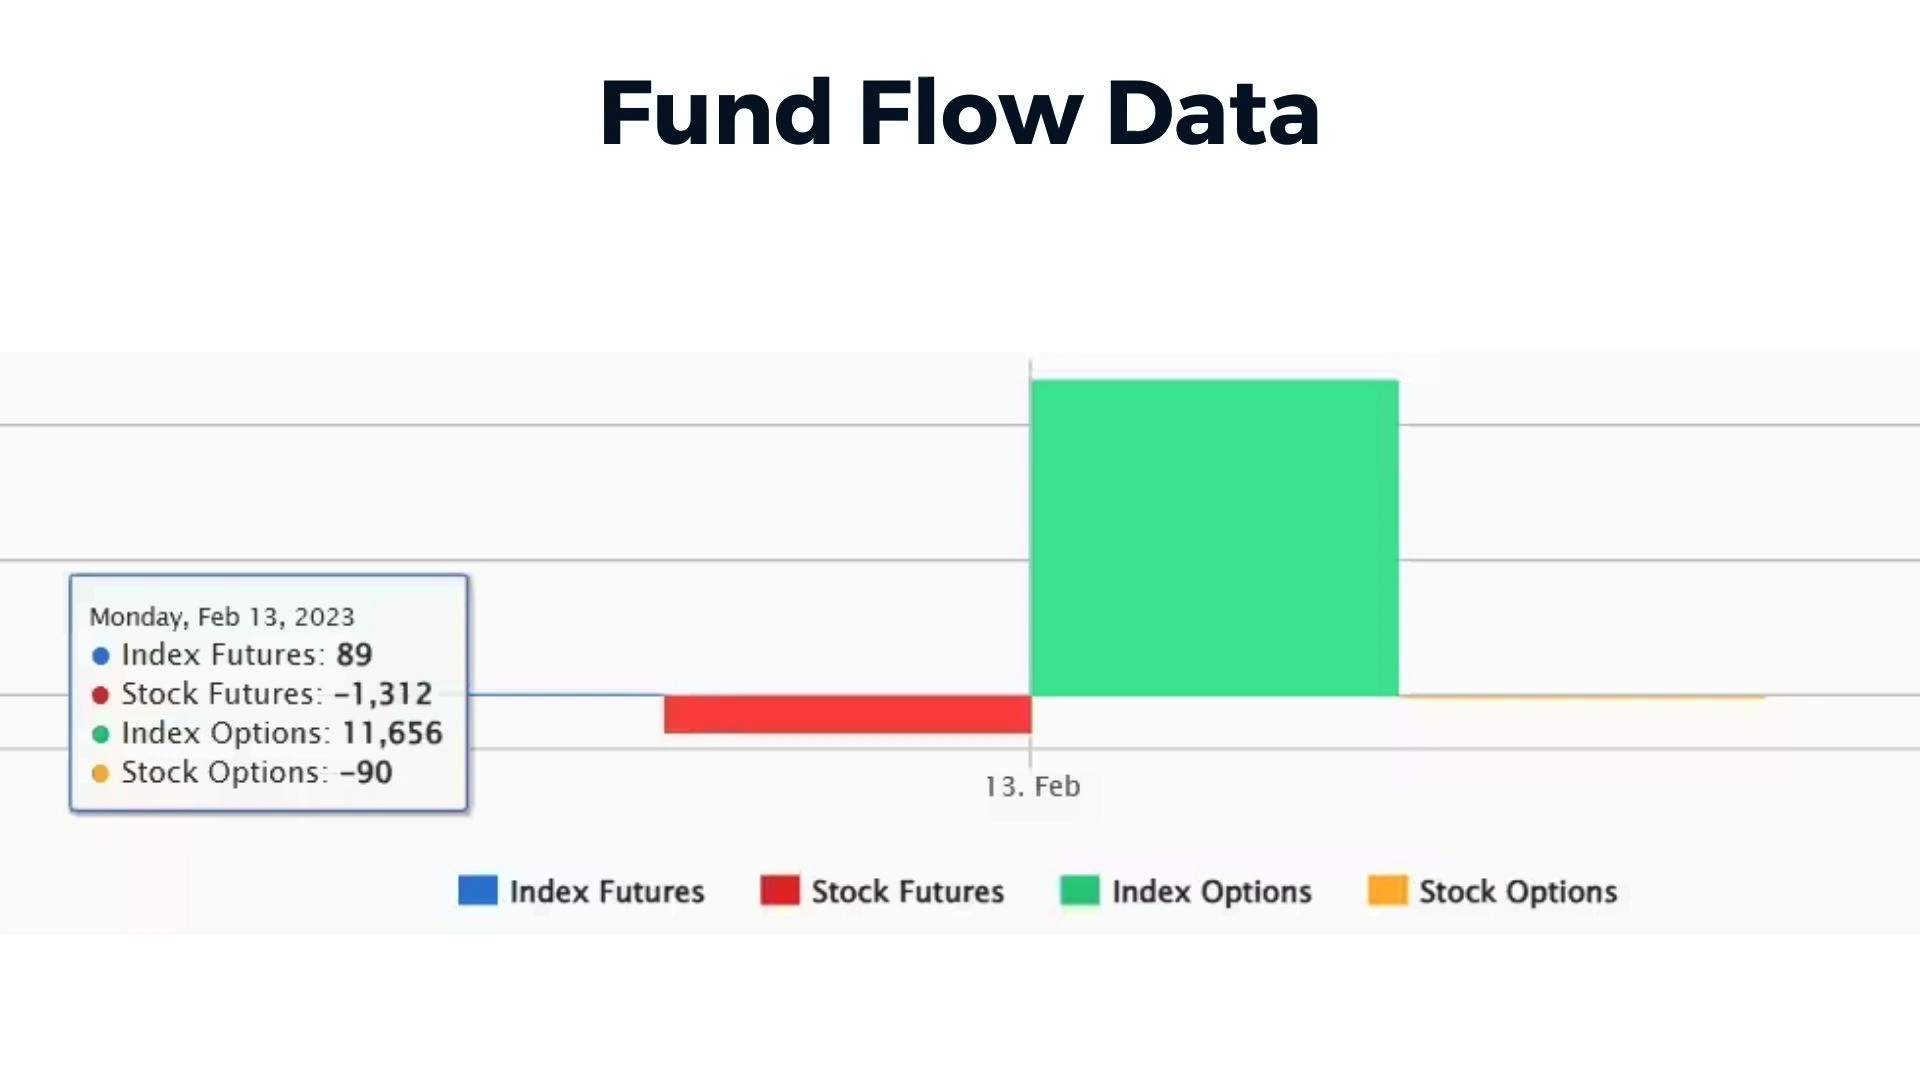 Fund Flow Data
Monday, Feb 13, 2023
Index Futures: 89
Stock Futures: −1,312
Index Options: 11,656
Stock Options: −90
13. Feb
Index Futures
Stock Futures
Index Options
Stock Options